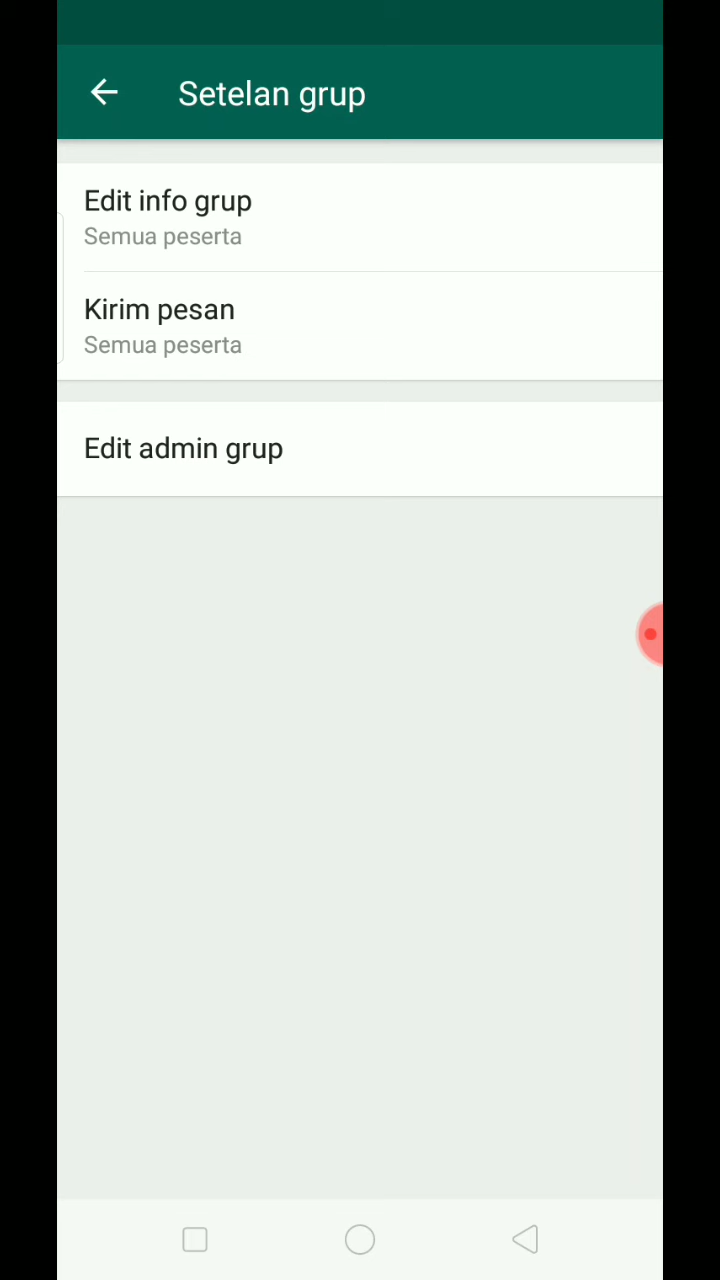 Setelan grup
Edit info grup
Semua peserta
Kirim pesan
Semua peserta
Edit admin grup